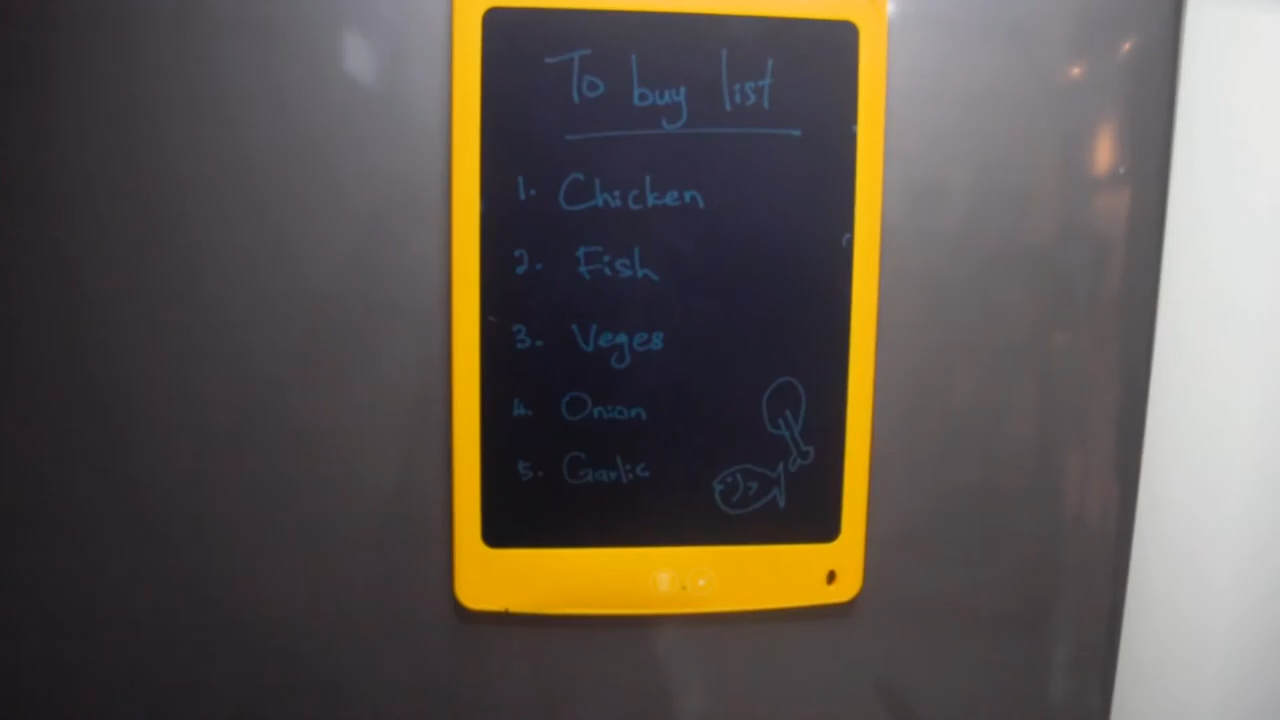 To buy list
1. Chicken
2. Fish
3. Veges
4. Onion
5. Garlic